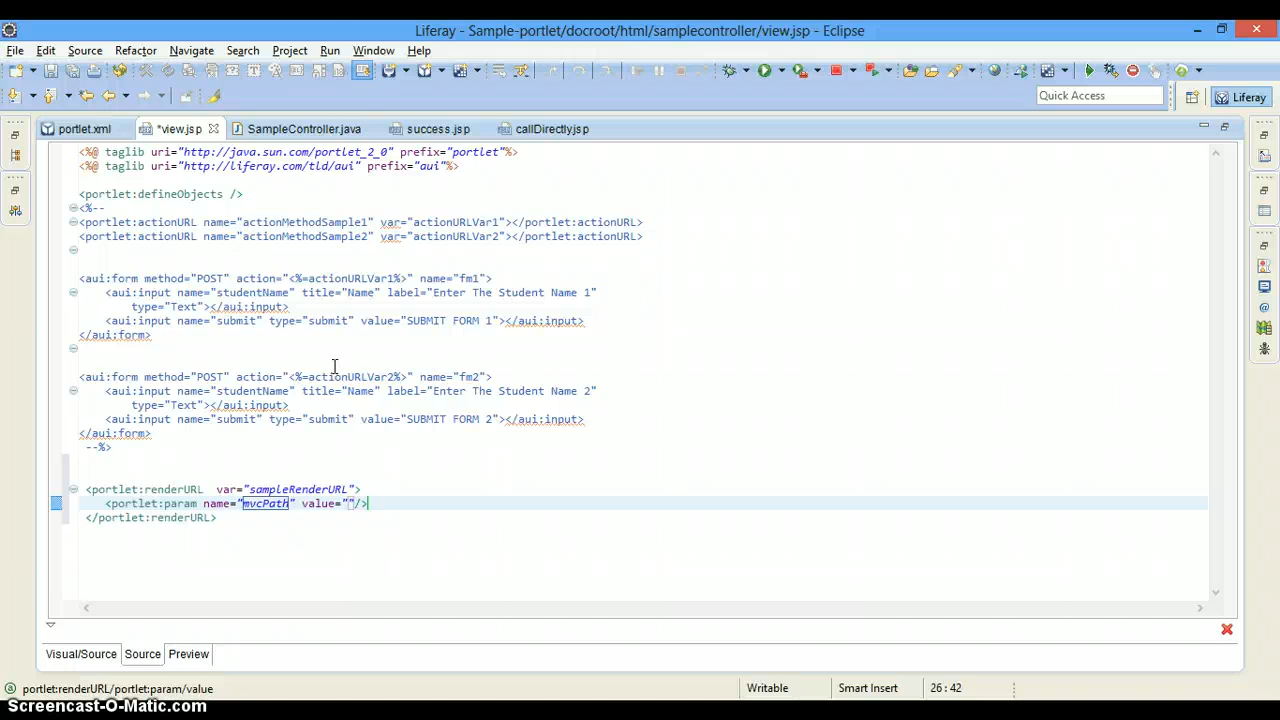 Liferay - Sample-portlet/docroot/html/samplecontroller/view.jsp - Eclipse
File Edit Source Refactor Navigate Search Project Run Window Help
Quick Access
Liferay
portlet.xml *view.jsp SampleController.java success.jsp callDirectly.jsp
<%@ taglib uri="http://java.sun.com/portlet_2_0" prefix="portlet"%>
<%@ taglib uri="http://liferay.com/tld/aui" prefix="aui"%>
<portlet:defineObjects />
<%--
<portlet:actionURL name="actionMethodSample1" var="actionURLVar1"></portlet:actionURL>
<portlet:actionURL name="actionMethodSample2" var="actionURLVar2"></portlet:actionURL>
<aui:form method="POST" action="<%=actionURLVar1%>" name="fm1">
<aui:input name="studentName" title="Name" label="Enter The Student Name 1"
type="Text"></aui:input>
<aui:input name="submit" type="submit" value="SUBMIT FORM 1"></aui:input>
</aui:form>
<aui:form method="POST" action="<%=actionURLVar2%>" name="fm2">
<aui:input name="studentName" title="Name" label="Enter The Student Name 2"
type="Text"></aui:input>
<aui:input name="submit" type="submit" value="SUBMIT FORM 2"></aui:input>
</aui:form>
--%>
<portlet:renderURL  var="sampleRenderURL">
<portlet:param name="mvcPath" value=""/>
</portlet:renderURL>
Visual/Source Source Preview
portlet:renderURL/portlet:param/value
Writable Smart Insert 26 : 42
Screencast-O-Matic.com